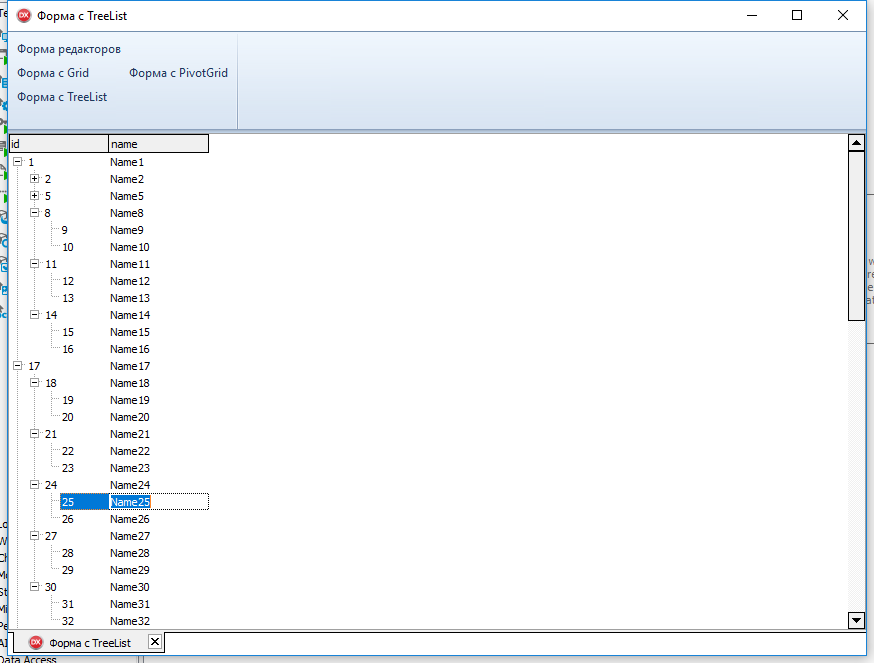 DX Форма с TreeList
Форма редакторов
Форма с Grid Форма с PivotGrid
Форма с TreeList
id name
1 Name1
2 Name2
5 Name5
8 Name8
9 Name9
10 Name10
11 Name11
12 Name12
13 Name13
14 Name14
15 Name15
16 Name16
17 Name17
18 Name18
19 Name19
20 Name20
21 Name21
22 Name22
23 Name23
24 Name24
25 Name25
26 Name26
27 Name27
28 Name28
29 Name29
30 Name30
31 Name31
32 Name32
DX Форма с TreeList
Data Access